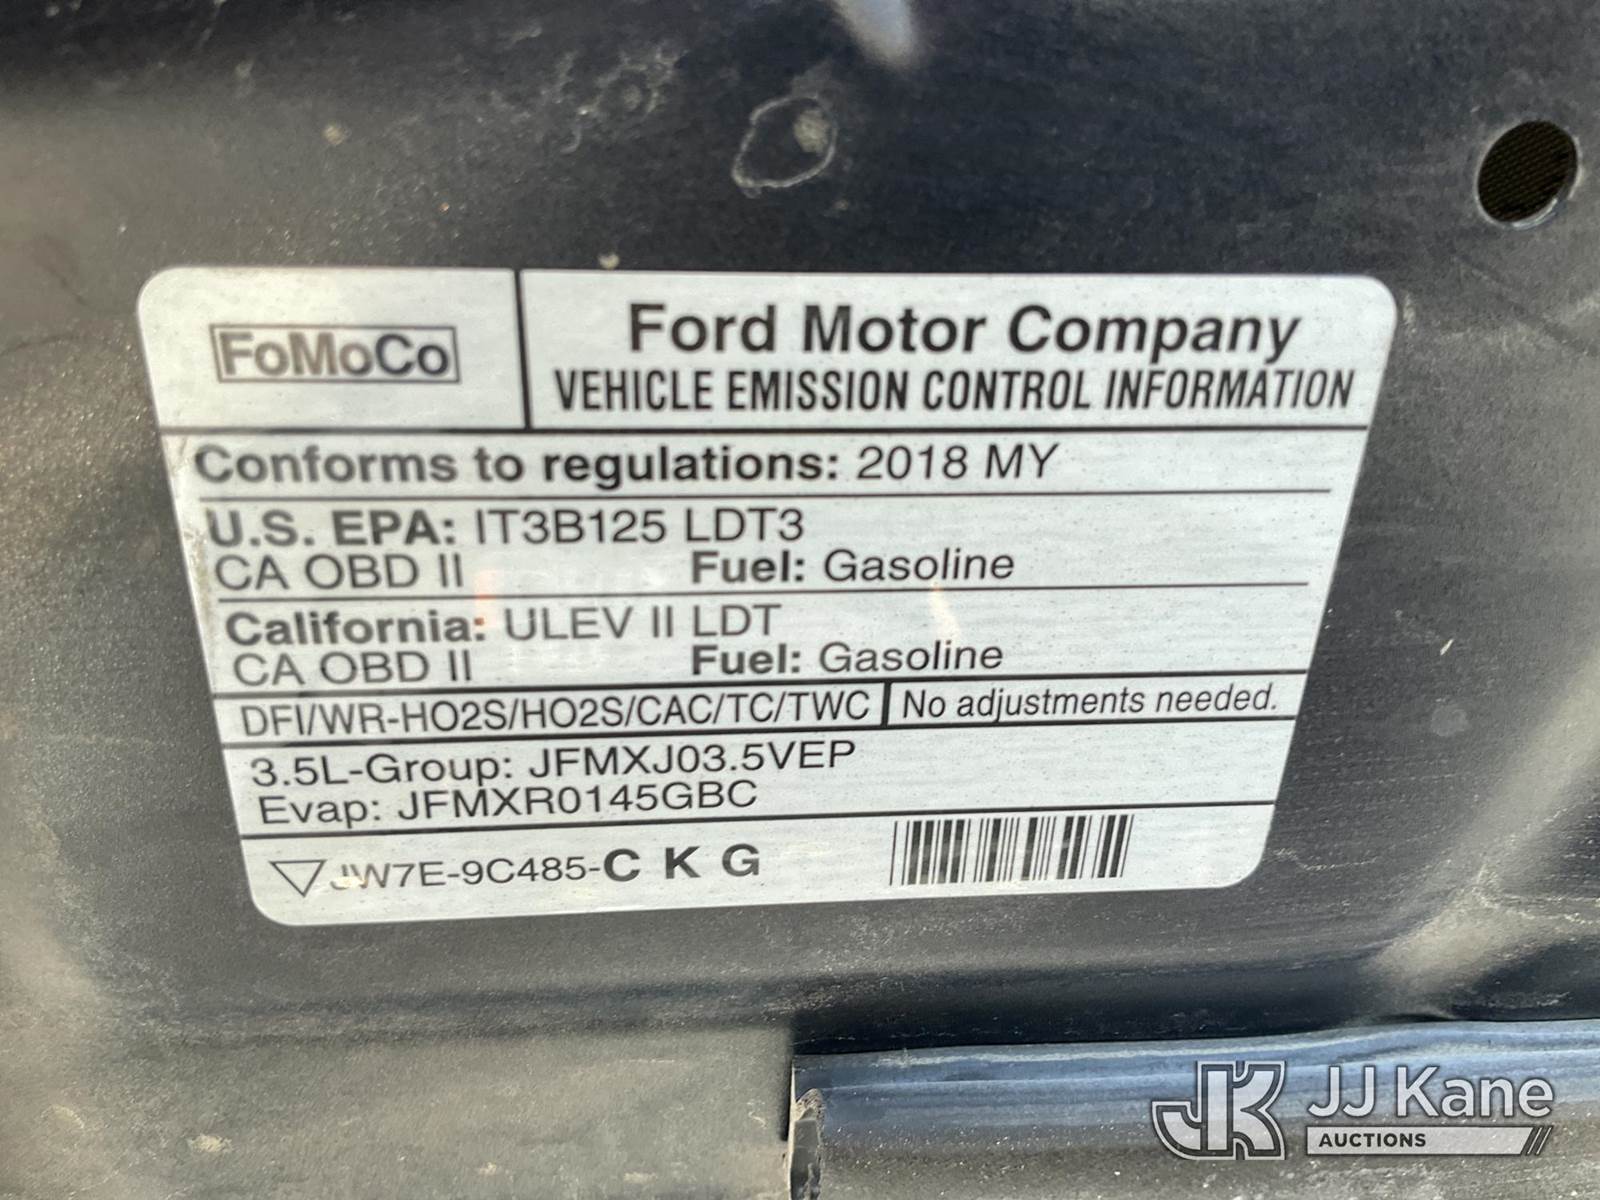 FoMoCo
Ford Motor Company
VEHICLE EMISSION CONTROL INFORMATION
Conforms to regulations: 2018 MY
U.S. EPA: IT3B125 LDT3
CA OBD II Fuel: Gasoline
California: ULEV II LDT
CA OBD II Fuel: Gasoline
DFI/WR-HO2S/HO2S/CAC/TC/TWC No adjustments needed.
3.5L-Group: JFMXJ03.5VEP
Evap: JFMXR0145GBC
JW7E-9C485-C K G
JK JJ Kane
AUCTIONS